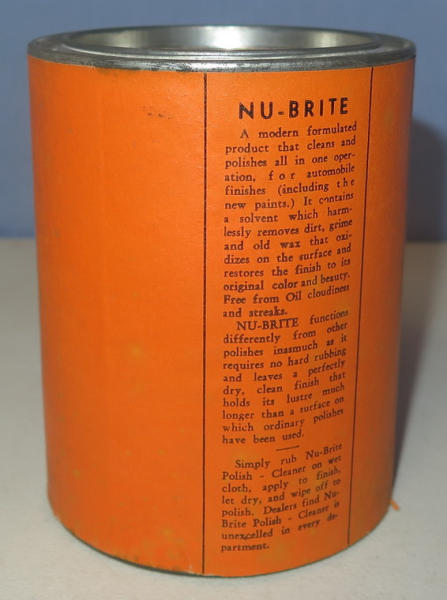 NU-BRITE
A modern formulated
product that cleans and
polishes all in one oper-
ation, for automobile
finishes (including the
new paints.) It contains
a solvent which harm-
lessly removes dirt, grime
and old wax that oxi-
dizes on the surface and
restores the finish to its
original color and beauty.
Free from Oil cloudiness
and streaks.
NU-BRITE functions
differently from other
polishes inasmuch as it
requires no hard rubbing
and leaves a perfectly
dry, clean finish that
holds its lustre much
longer than a surface on
which ordinary polishes
have been used.
Simply rub Nu-Brite
Polish - Cleaner on wet
cloth, apply to finish,
let dry, and wipe off to
polish. Dealers find Nu-
Brite Polish - Cleaner is
unexcelled in every de-
partment.